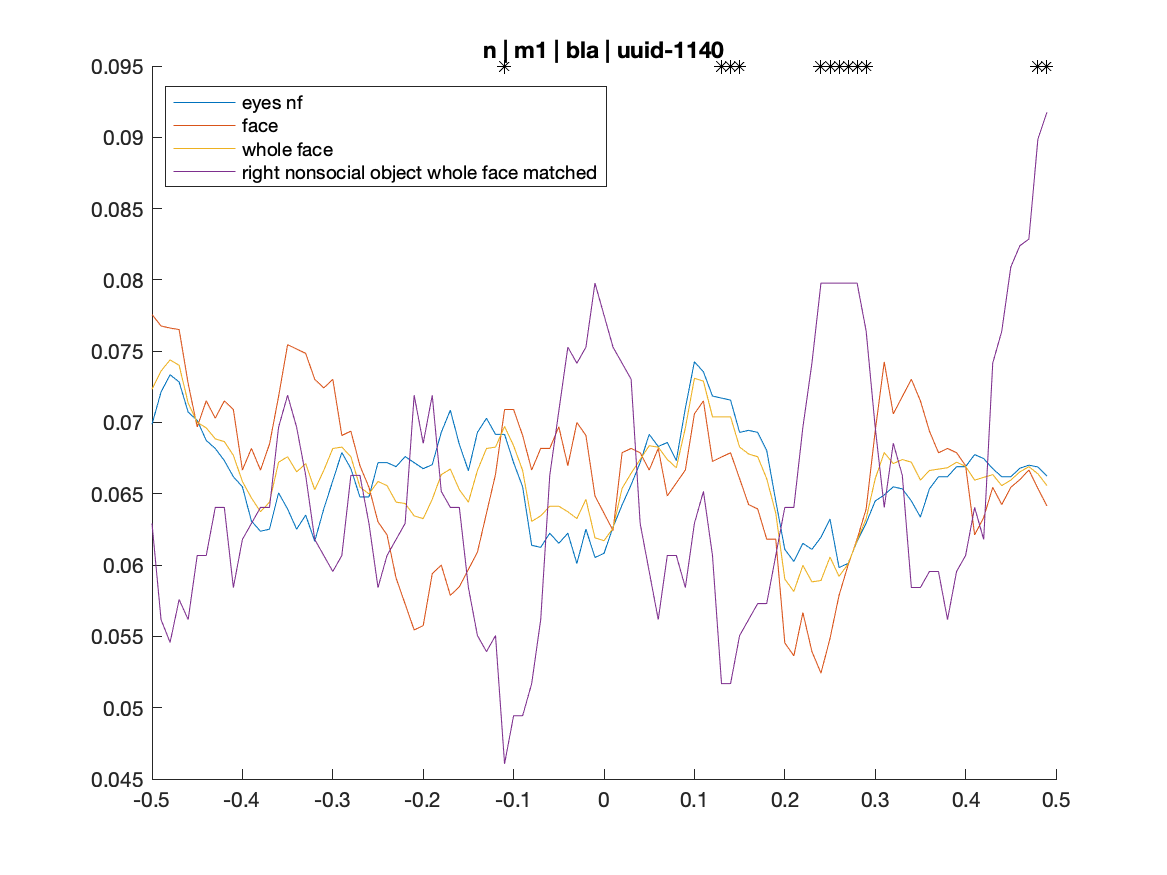 n | m1 | bla | uuid-1140
0.095
0.09
0.085
0.08
0.075
0.07
0.065
0.06
0.055
0.05
0.045
eyes nf
face
whole face
right nonsocial object whole face matched
-0.5 -0.4 -0.3 -0.2 -0.1 0 0.1 0.2 0.3 0.4 0.5